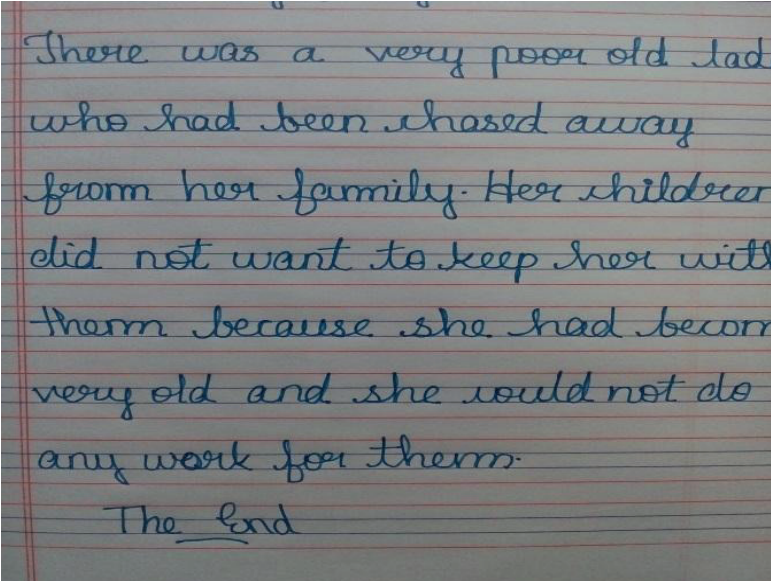 There was a very poor old lad
who had been chased away
from her family. Her children
did not want to keep her with
them because she had becom
very old and she could not do
any work for them.
The End